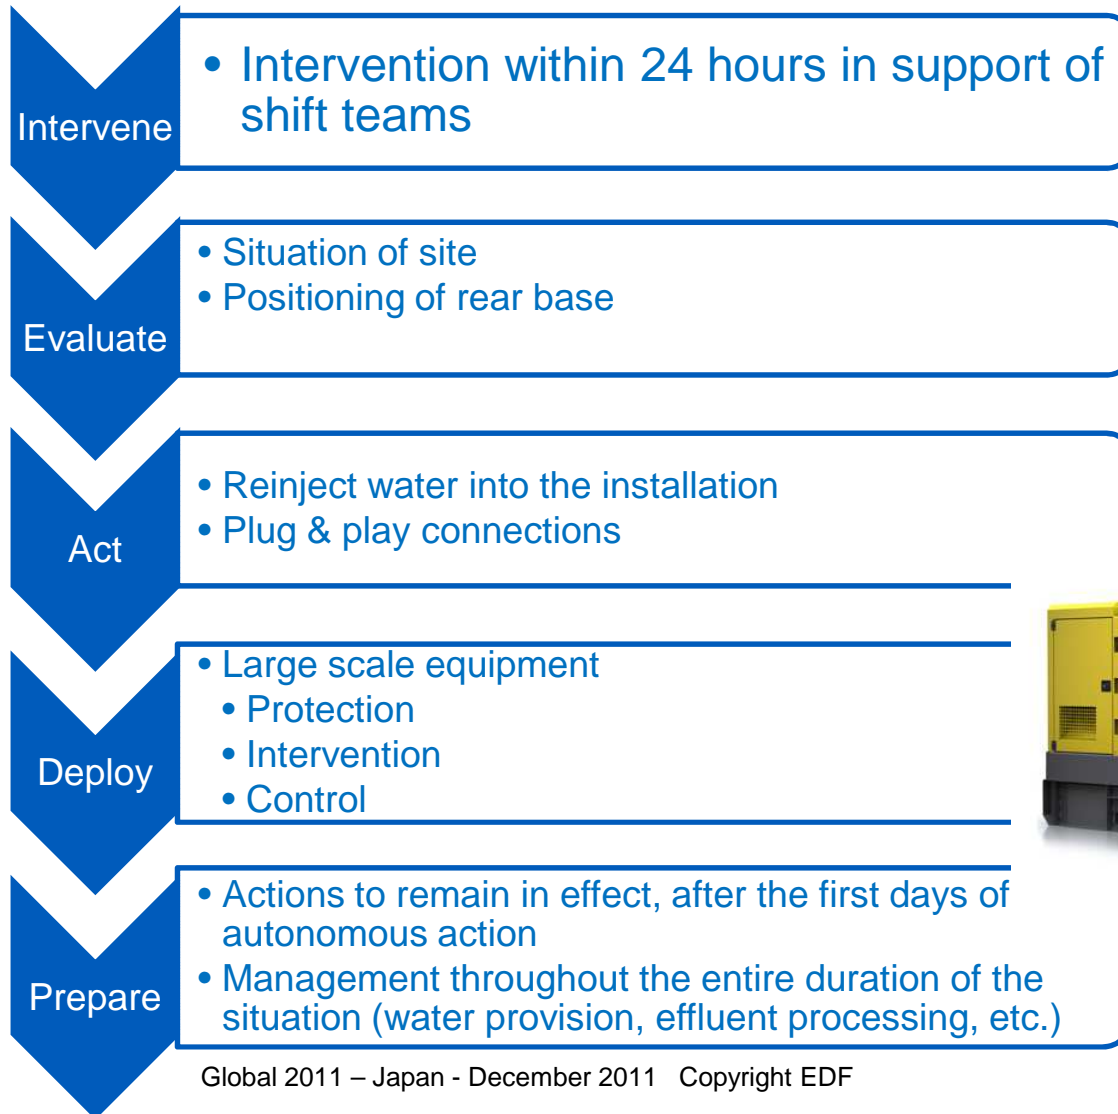 Intervene
• Intervention within 24 hours in support of
shift teams
Evaluate
• Situation of site
• Positioning of rear base
Act
• Reinject water into the installation
• Plug & play connections
Deploy
• Large scale equipment
• Protection
• Intervention
• Control
Prepare
• Actions to remain in effect, after the first days of
autonomous action
• Management throughout the entire duration of the
situation (water provision, effluent processing, etc.)
Global 2011 – Japan - December 2011 Copyright EDF